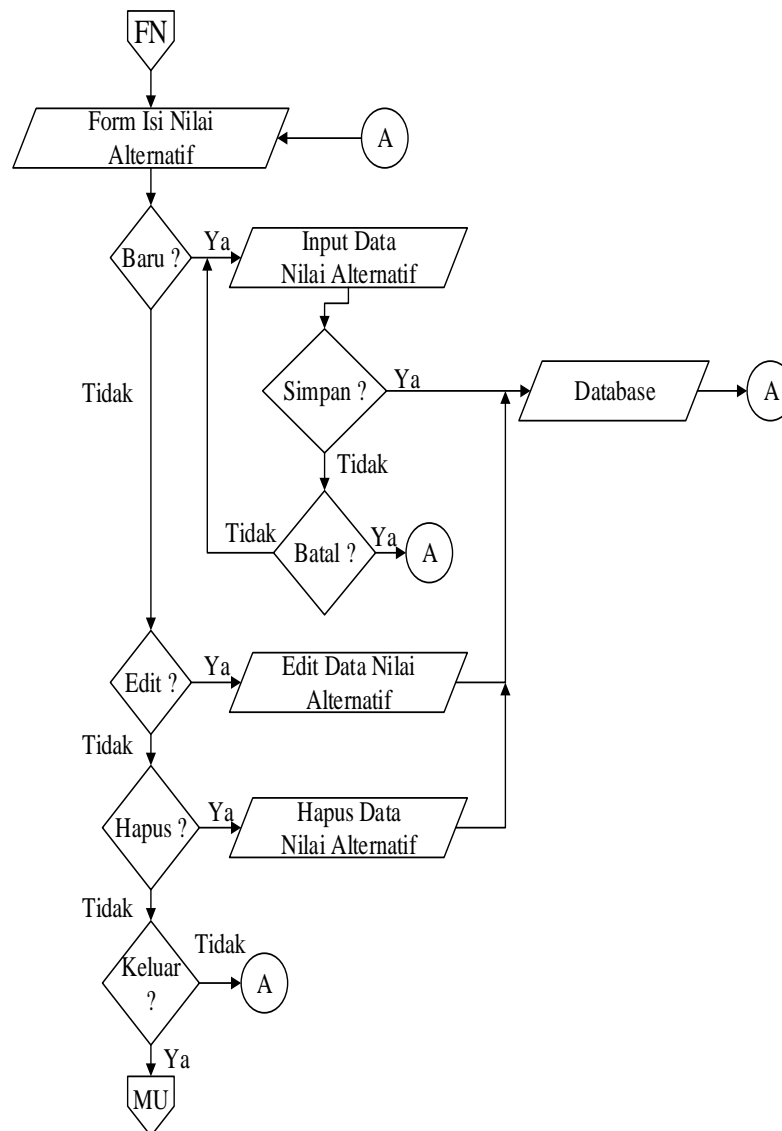 FN
Form Isi Nilai
Alternatif
A
Baru ?
Ya
Input Data
Nilai Alternatif
Tidak
Simpan ?
Ya
Database
A
Tidak
Batal ?
Tidak
Ya
A
Edit ?
Ya
Edit Data Nilai
Alternatif
Tidak
Hapus ?
Ya
Hapus Data
Nilai Alternatif
Tidak
Keluar
?
Tidak
A
Ya
MU